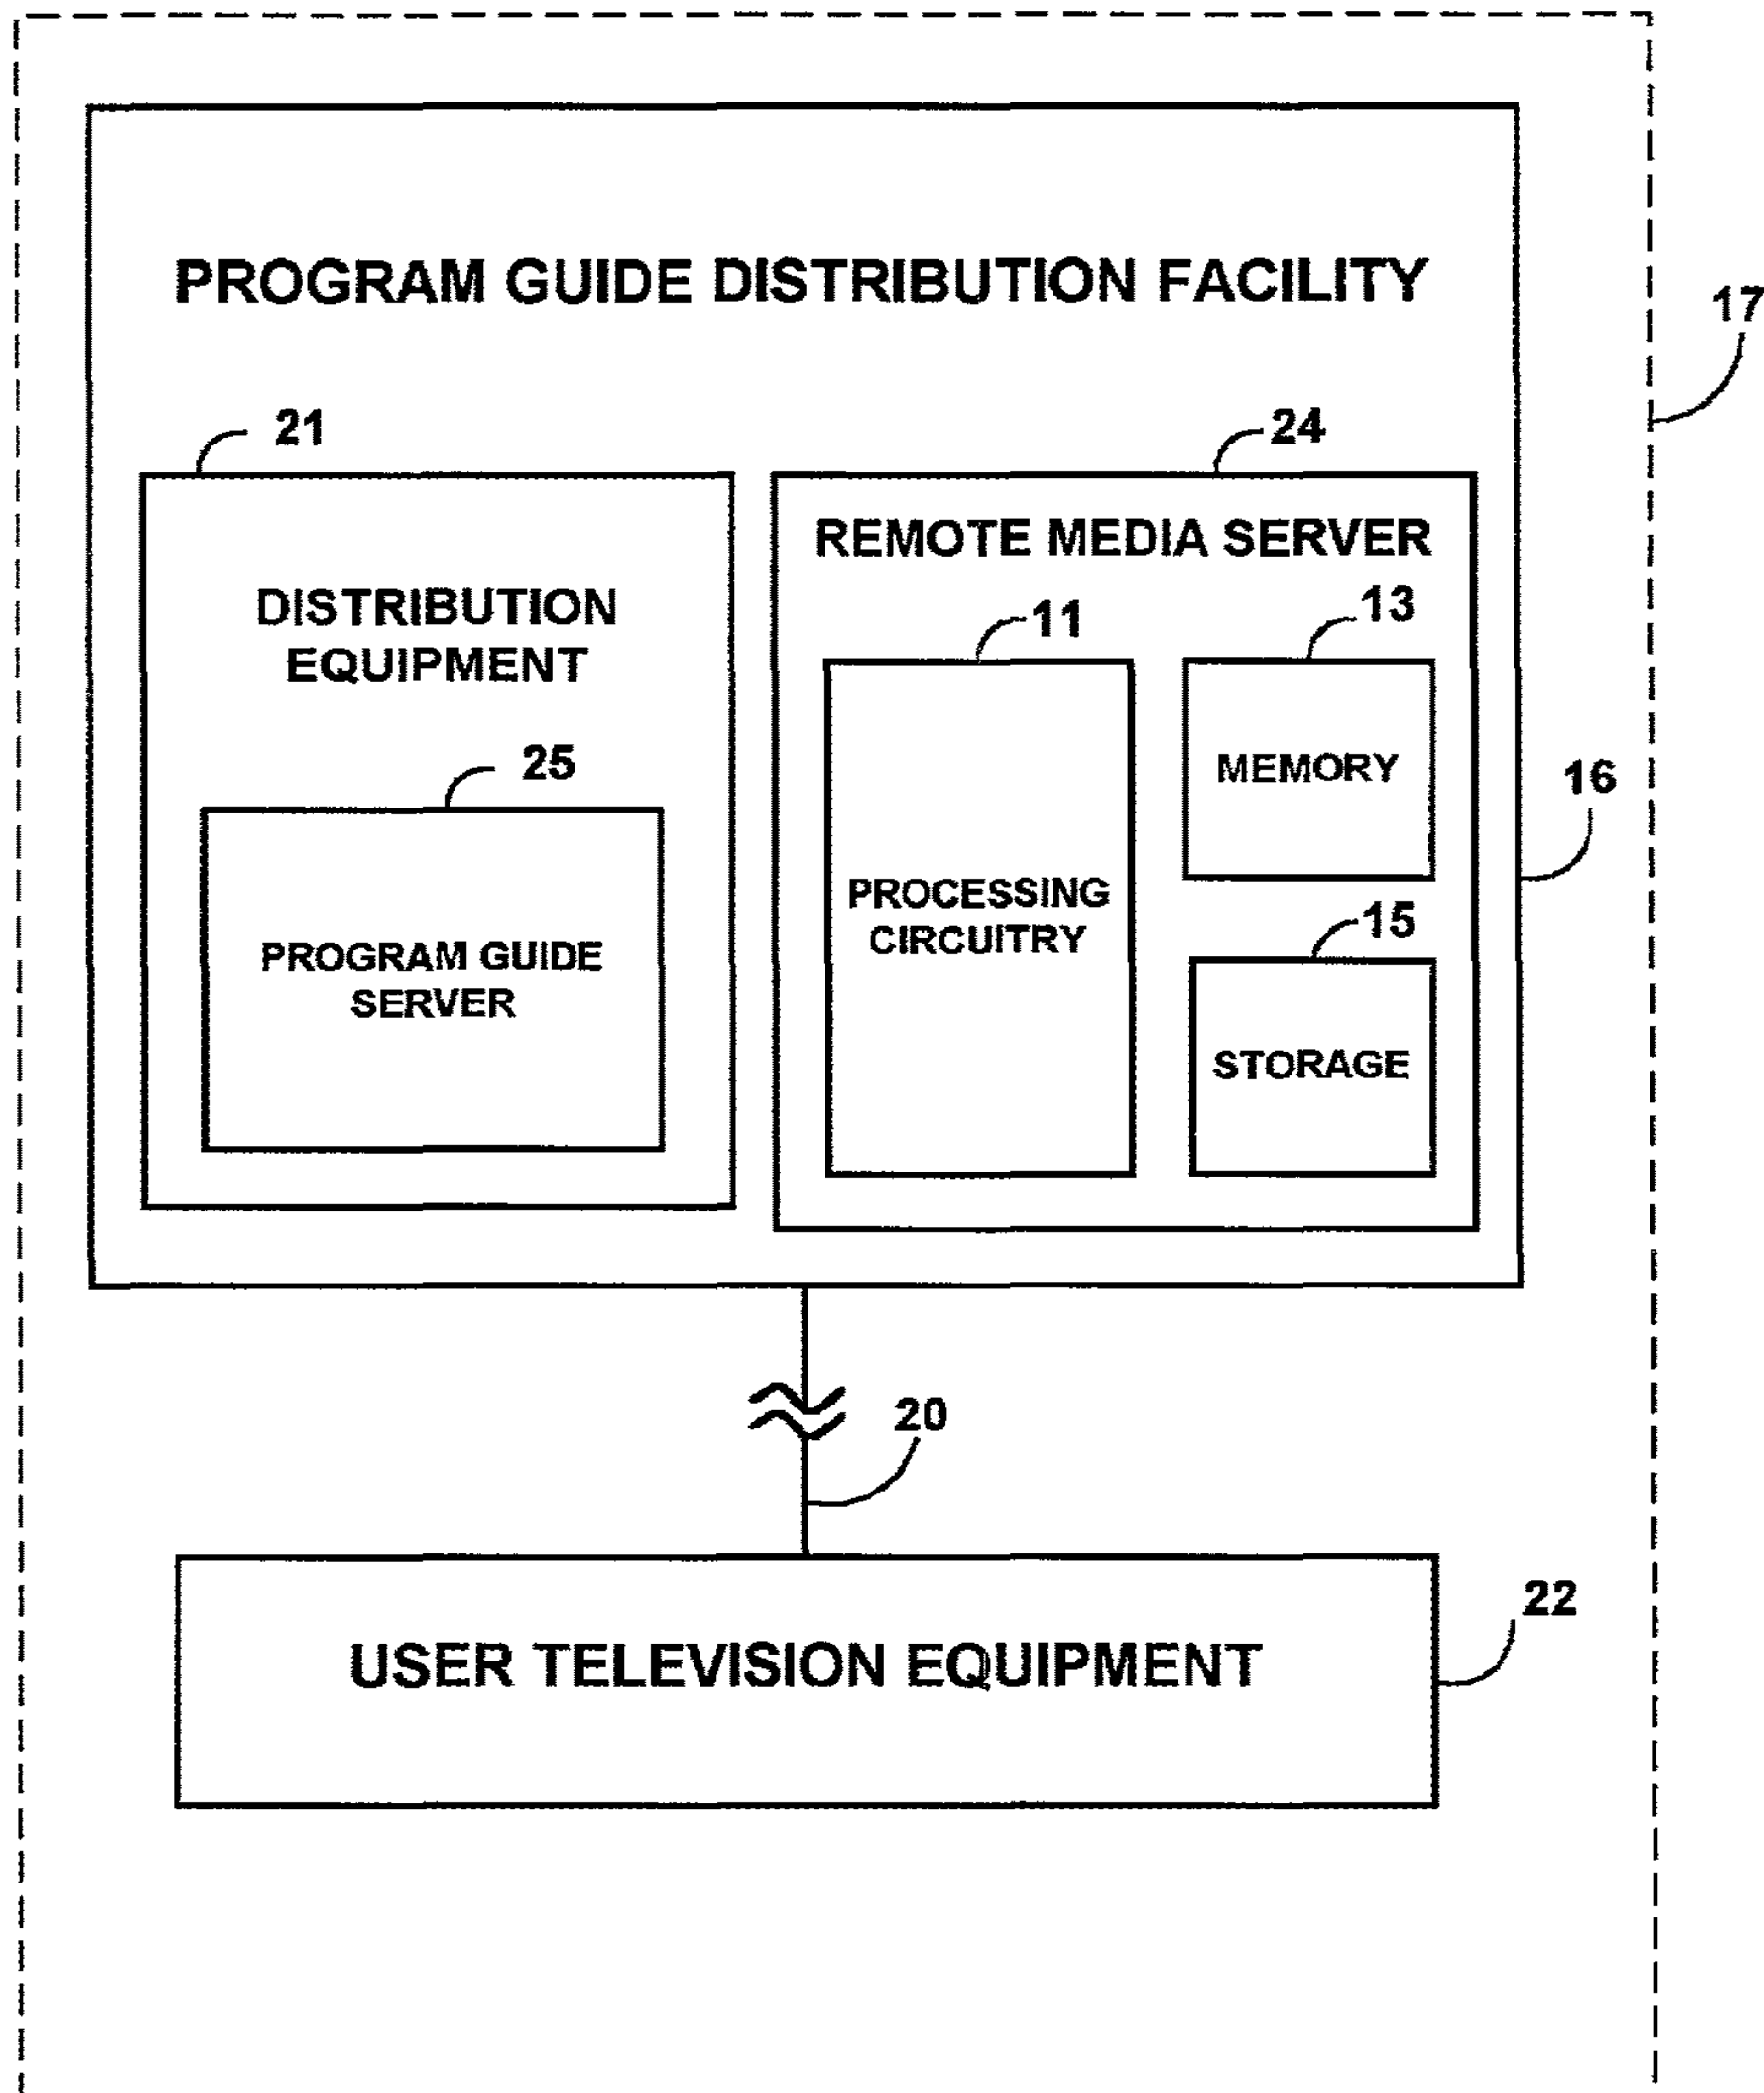 PROGRAM GUIDE DISTRIBUTION FACILITY
17
21
24
DISTRIBUTION
EQUIPMENT
25
PROGRAM GUIDE
SERVER
REMOTE MEDIA SERVER
11
13
PROCESSING
CIRCUITRY
MEMORY
16
15
STORAGE
20
22
USER TELEVISION EQUIPMENT